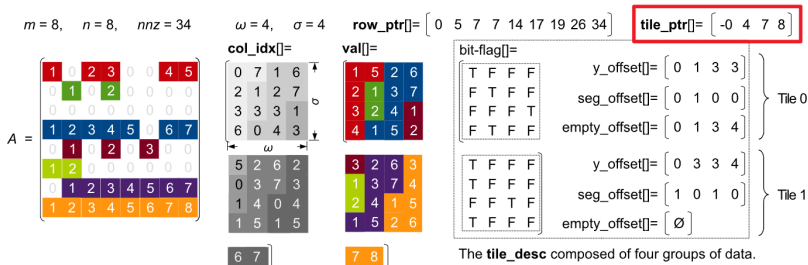 m = 8, n = 8, nnz = 34
ω = 4, σ = 4
row_ptr[]= [ 0 5 7 7 14 19 26 34 ]
tile_ptr[]= [ -0 4 7 8 ]
A =
1 0 2 3 0 0 4 5
0 1 0 2 0 0 0 0
0 0 0 0 0 0 0 0
1 2 3 4 5 0 6 7
0 1 0 2 0 3 0 0
1 2 0 0 0 0 0 0
0 1 2 3 4 5 6 7
1 2 3 4 5 6 7 8
col_idx[]=
0 7 1 6
2 1 2 7
3 3 3 1
6 0 4 3
σ
ω
5 2 6 2
0 3 7 3
1 4 0 4
1 5 1 5
6 7
val[]=
1 5 2 6
2 1 3 7
3 2 4 1
4 1 5 2
3 2 6 3
1 3 7 4
2 4 1 5
1 5 2 6
7 8
bit-flag[]=
T F F F
F T F F
F F F T
F T F F
y_offset[]= [ 0 1 3 3 ]
seg_offset[]= [ 0 1 0 0 ]
empty_offset[]= [ 0 1 3 4 ]
Tile 0
T F F F
T F F F
F F T F
T F F F
y_offset[]= [ 0 3 3 4 ]
seg_offset[]= [ 1 0 1 0 ]
empty_offset[]= [ Ø ]
Tile 1
The tile_desc composed of four groups of data.